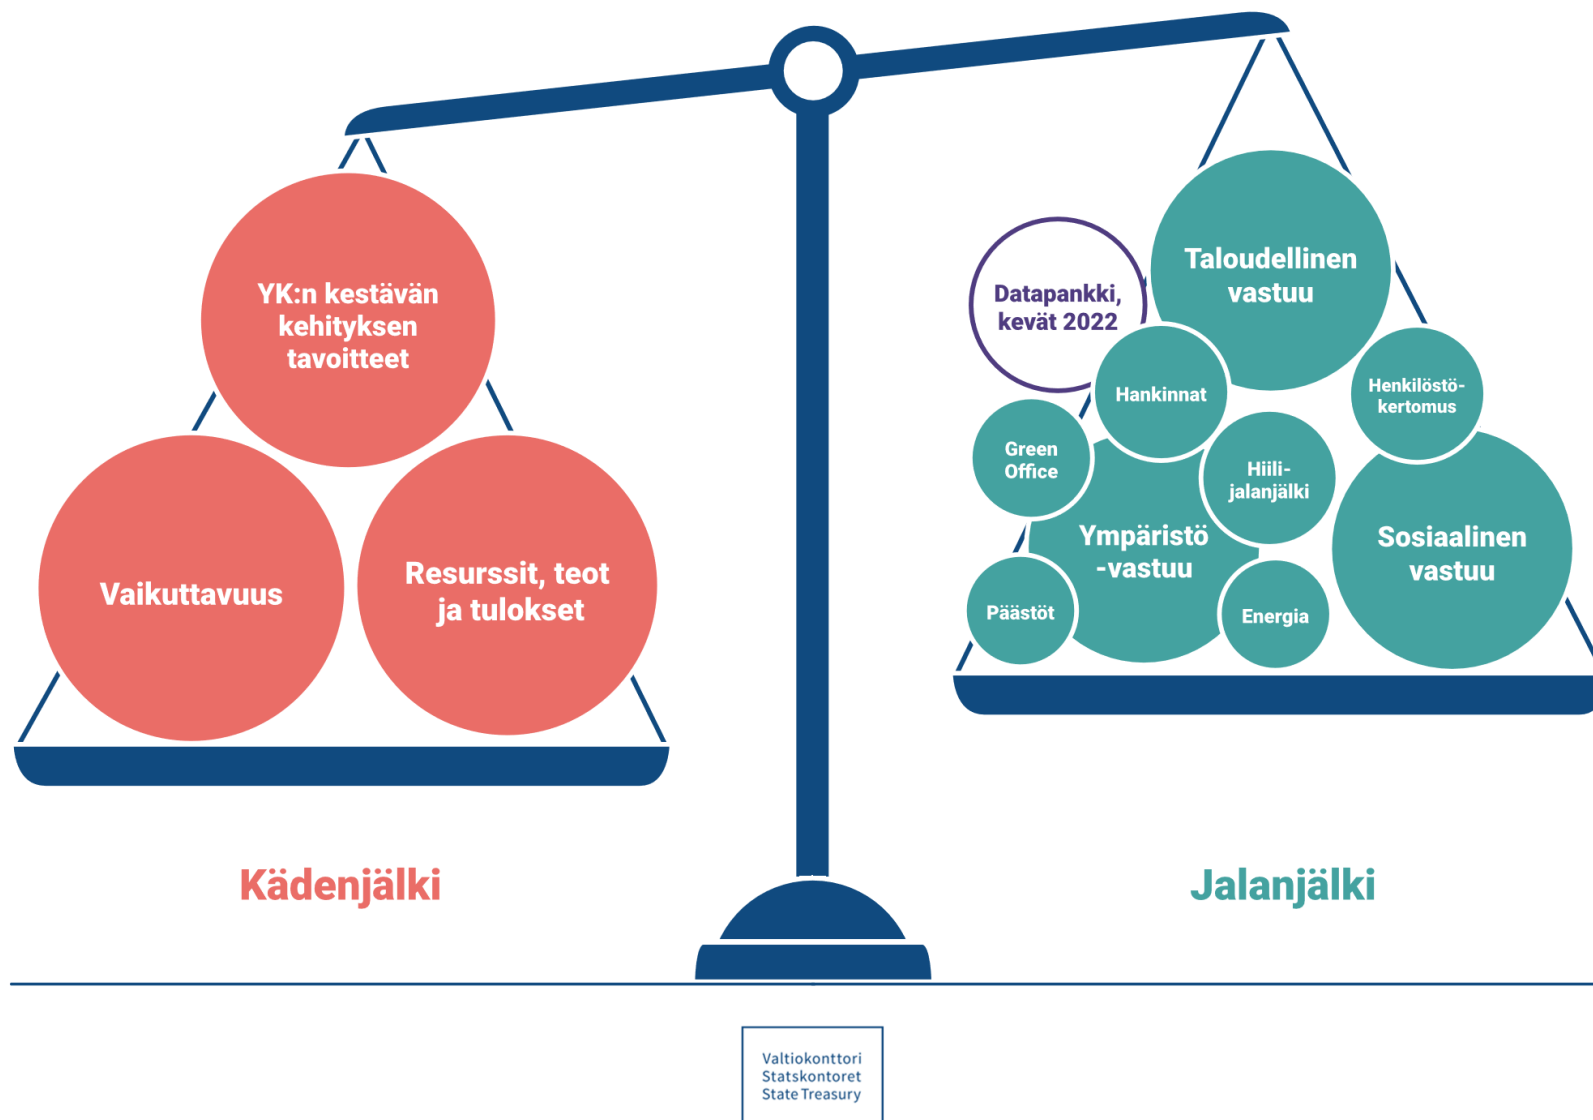 YK:n kestävän
kehityksen
tavoitteet
Vaikuttavuus
Resurssit, teot
ja tulokset
Kädenjälki
Taloudellinen
vastuu
Datapankki,
kevät 2022
Hankinnat
Henkilöstö-
kertomus
Green
Office
Hiili-
jalanjälki
Ympäristö
-vastuu
Sosiaalinen
vastuu
Päästöt
Energia
Jalanjälki
Valtiokonttori
Statskontoret
State Treasury